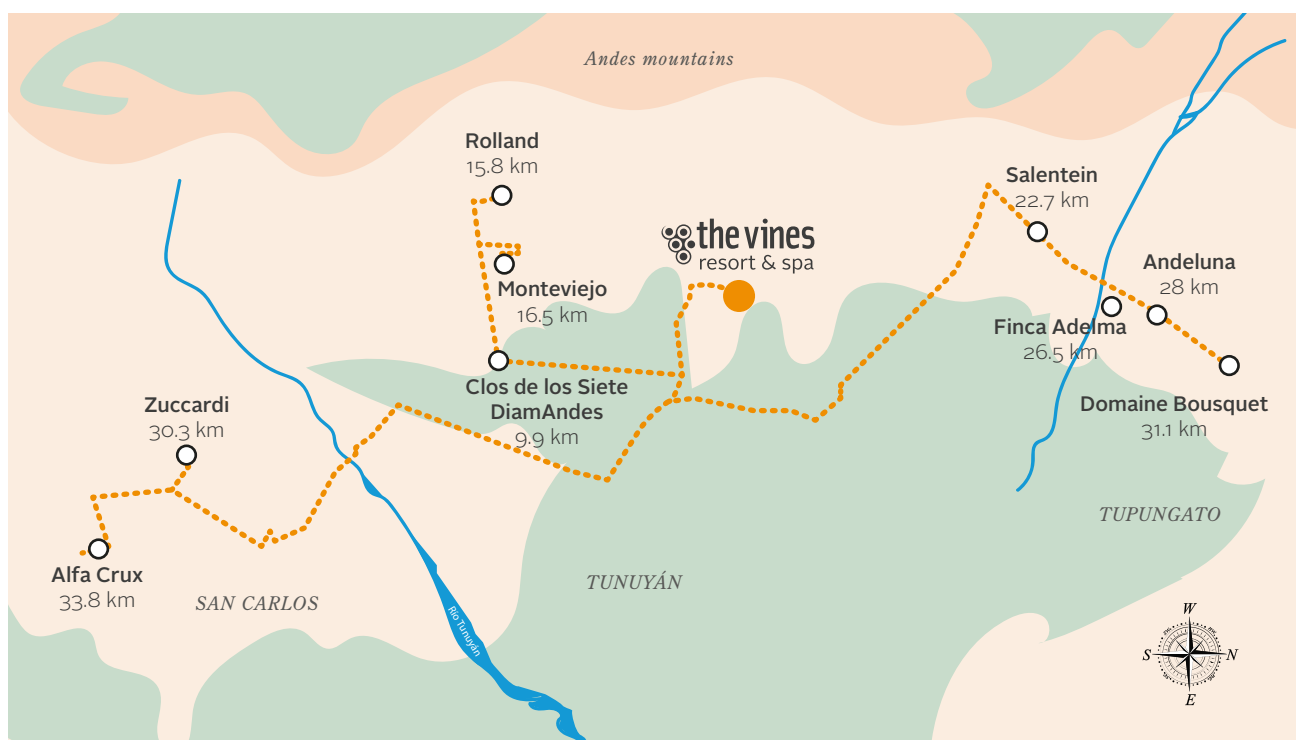 Andes mountains
Rolland
15.8 km
Salentein
22.7 km
the vines
resort & spa
Andeluna
28 km
Monteviejo
16.5 km
Finca Adelma
26.5 km
Clos de los Siete
DiamAndes
9.9 km
Zuccardi
30.3 km
Domaine Bousquet
31.1 km
TUPUNGATO
Alfa Crux
33.8 km
SAN CARLOS
TUNUYÁN
Río Tunuyán
W
S
N
E